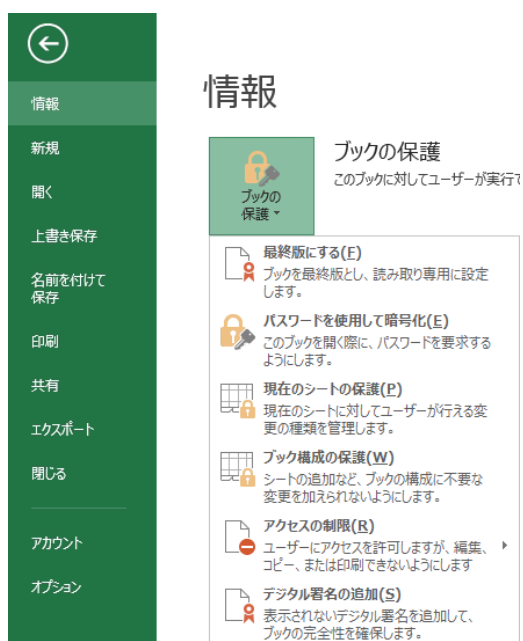 情報
新規
開く
上書き保存
名前を付けて
保存
印刷
共有
エクスポート
閉じる
アカウント
オプション
情報
ブックの
保護
ブックの保護
このブックに対してユーザーが実行で
最終版にする(F)
ブックを最終版とし、読み取り専用に設定
します。
パスワードを使用して暗号化(E)
このブックを開く際に、パスワードを要求する
ようにします。
現在のシートの保護(P)
現在のシートに対してユーザーが行える変
更の種類を管理します。
ブック構成の保護(W)
シートの追加など、ブックの構成に不要な
変更を加えられないようにします。
アクセスの制限(R)
ユーザーにアクセスを許可しますが、編集、
コピー、または印刷できないようにします
デジタル署名の追加(S)
表示されないデジタル署名を追加して、
ブックの完全性を確保します。